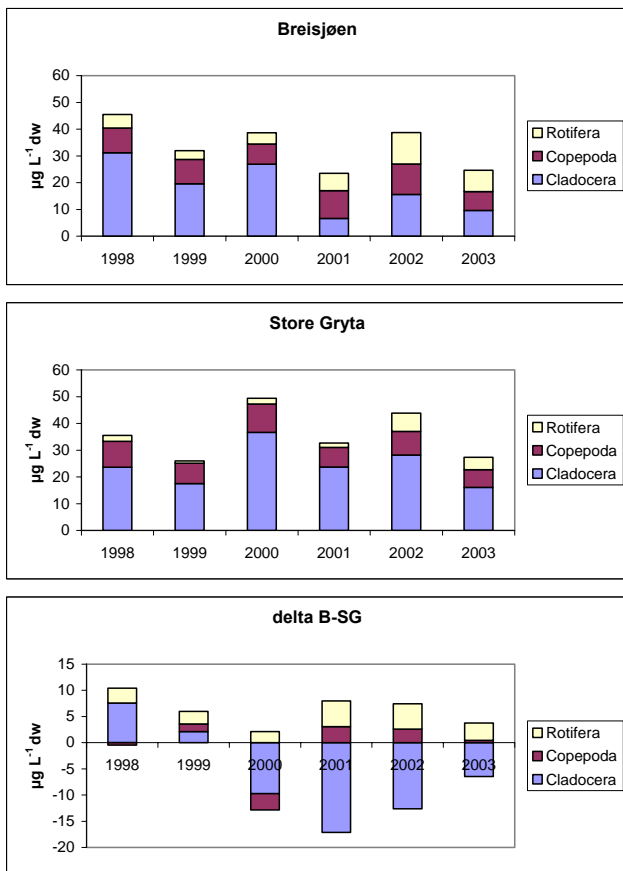 Breisjøen
60
50
40
30
20
10
0
µg L-1 dw
1998 1999 2000 2001 2002 2003
Rotifera
Copepoda
Cladocera
Store Gryta
60
50
40
30
20
10
0
µg L-1 dw
1998 1999 2000 2001 2002 2003
Rotifera
Copepoda
Cladocera
delta B-SG
15
10
5
0
-5
-10
-15
-20
µg L-1 dw
1998 1999 2000 2001 2002 2003
Rotifera
Copepoda
Cladocera